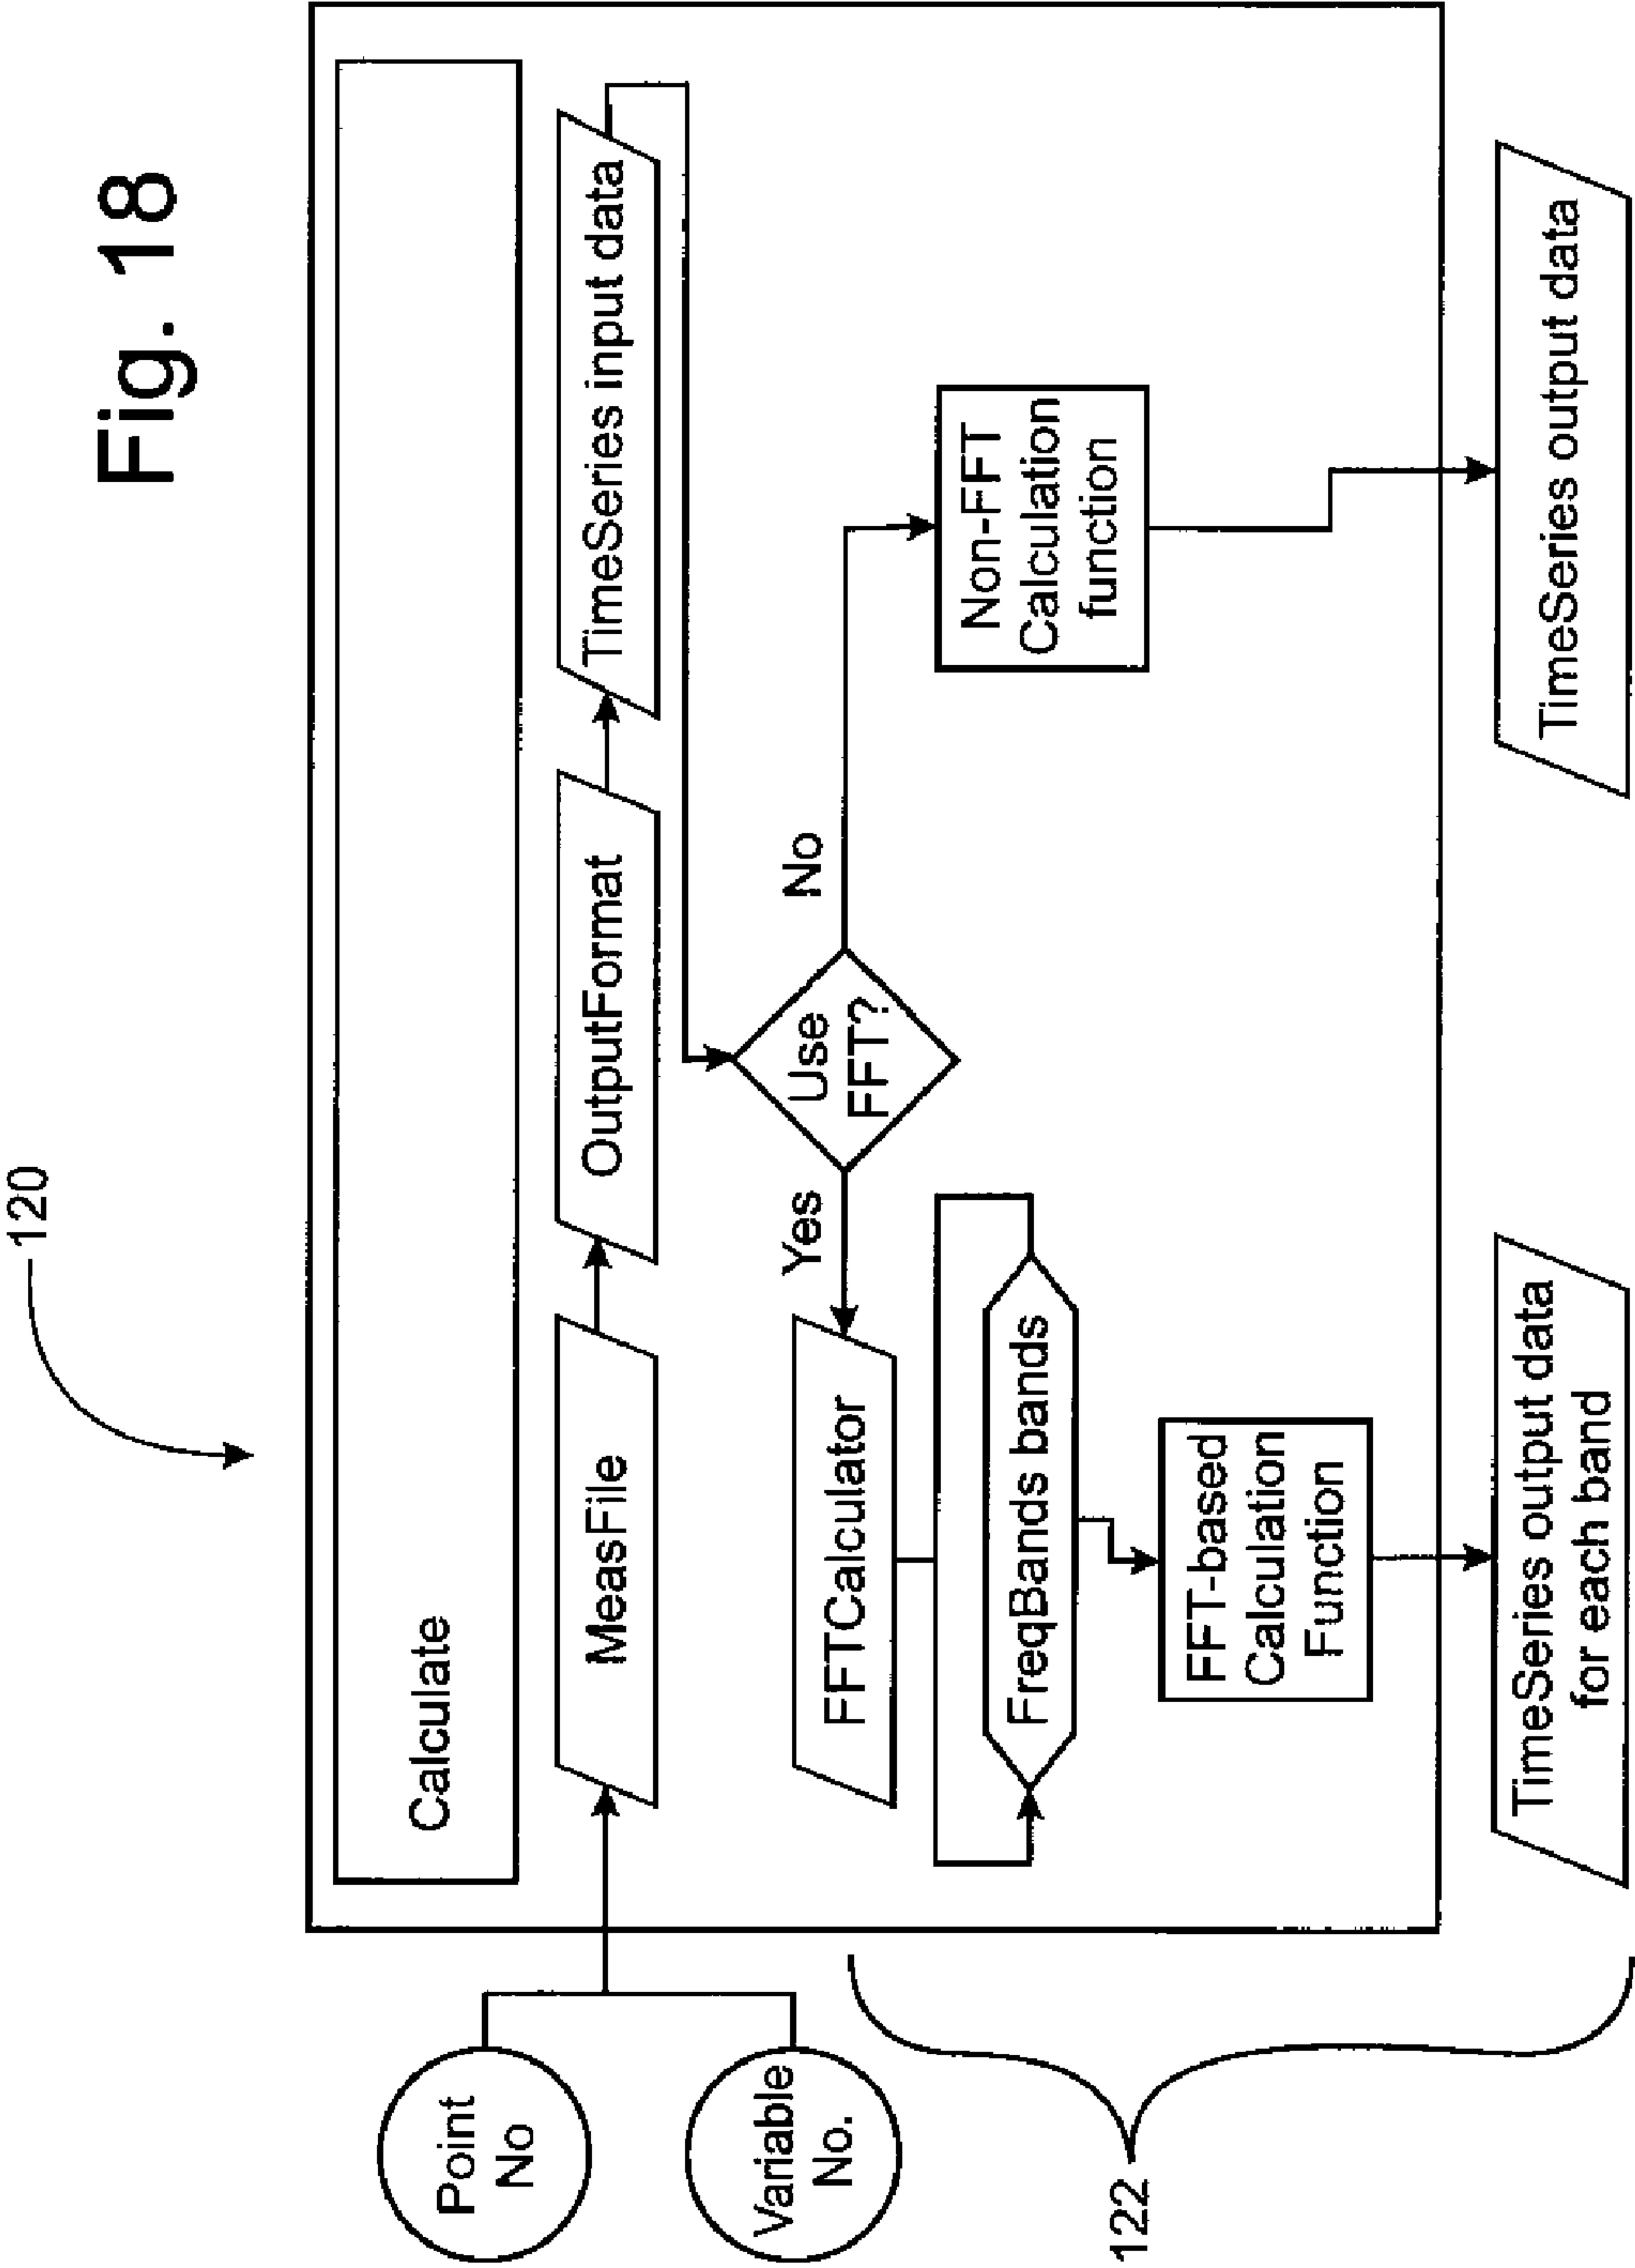 Fig. 18
120
Calculate
Point
No
Variable
No.
MeasFile
OutputFormat
TimeSeries input data
Use
FFT?
Yes
No
FFTCalculator
FreqBands bands
FFT-based
Calculation
Function
Non-FFT
Calculation
function
122
TimeSeries output data
for each band
TimeSeries output data